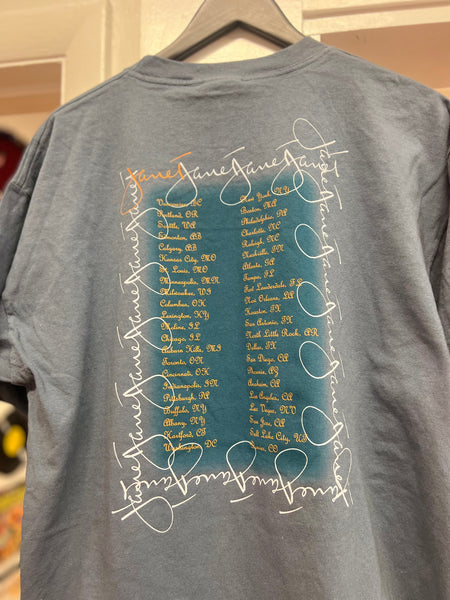 Janet Janet Janet Janet
Vancouver, BC
Portland, OR
Seattle, WA
Edmonton, AB
Calgary, AB
Kansas City, MO
St. Louis, MO
Minneapolis, MN
Milwaukee, WI
Columbus, OH
Lexington, KY
Moline, IL
Chicago, IL
Auburn Hills, MI
Toronto, ON
Cincinnati, OH
Indianapolis, IN
Pittsburgh, PA
Buffalo, NY
Albany, NY
Hartford, CT
Washington, DC
New York, NY
Boston, MA
Philadelphia, PA
Charlotte, NC
Raleigh, NC
Nashville, TN
Atlanta, GA
Tampa, FL
Fort Lauderdale, FL
New Orleans, LA
Houston, TX
San Antonio, TX
North Little Rock, AR
Dallas, TX
San Diego, CA
Phoenix, AZ
Anaheim, CA
Los Angeles, CA
Las Vegas, NV
San Jose, CA
Salt Lake City, UT
Denver, CO